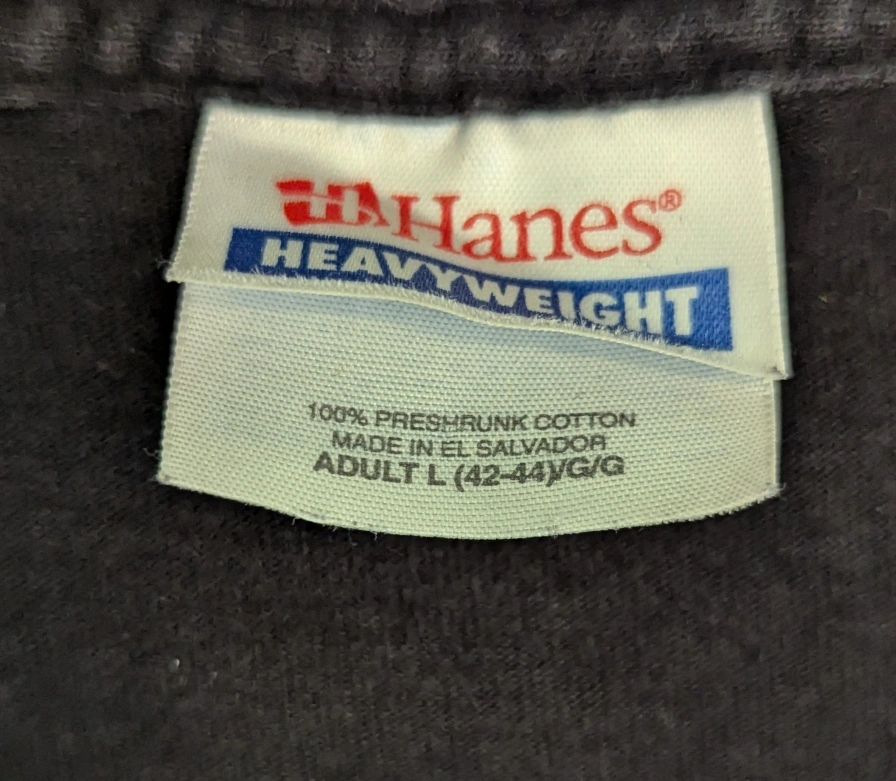 Hanes®
HEAVYWEIGHT
100% PRESHRUNK COTTON
MADE IN EL SALVADOR
ADULT L (42-44)/G/G